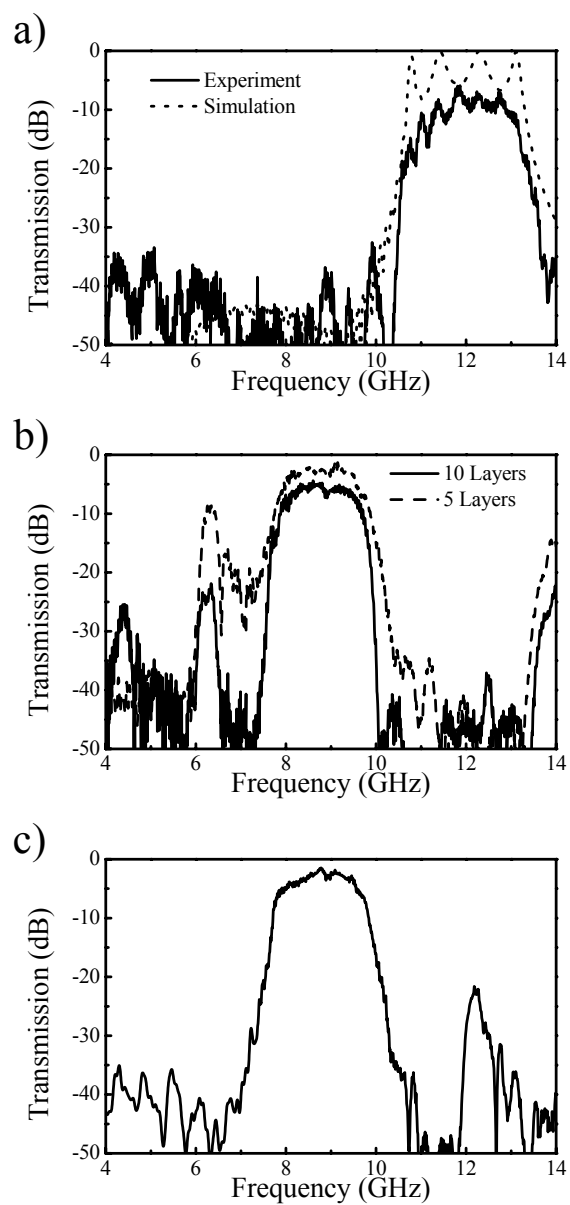 a)
0
-10
-20
-30
-40
-50
Transmission (dB)
Experiment
Simulation
4 6 8 10 12 14
Frequency (GHz)
b)
0
-10
-20
-30
-40
-50
Transmission (dB)
10 Layers
5 Layers
4 6 8 10 12 14
Frequency (GHz)
c)
0
-10
-20
-30
-40
-50
Transmission (dB)
4 6 8 10 12 14
Frequency (GHz)